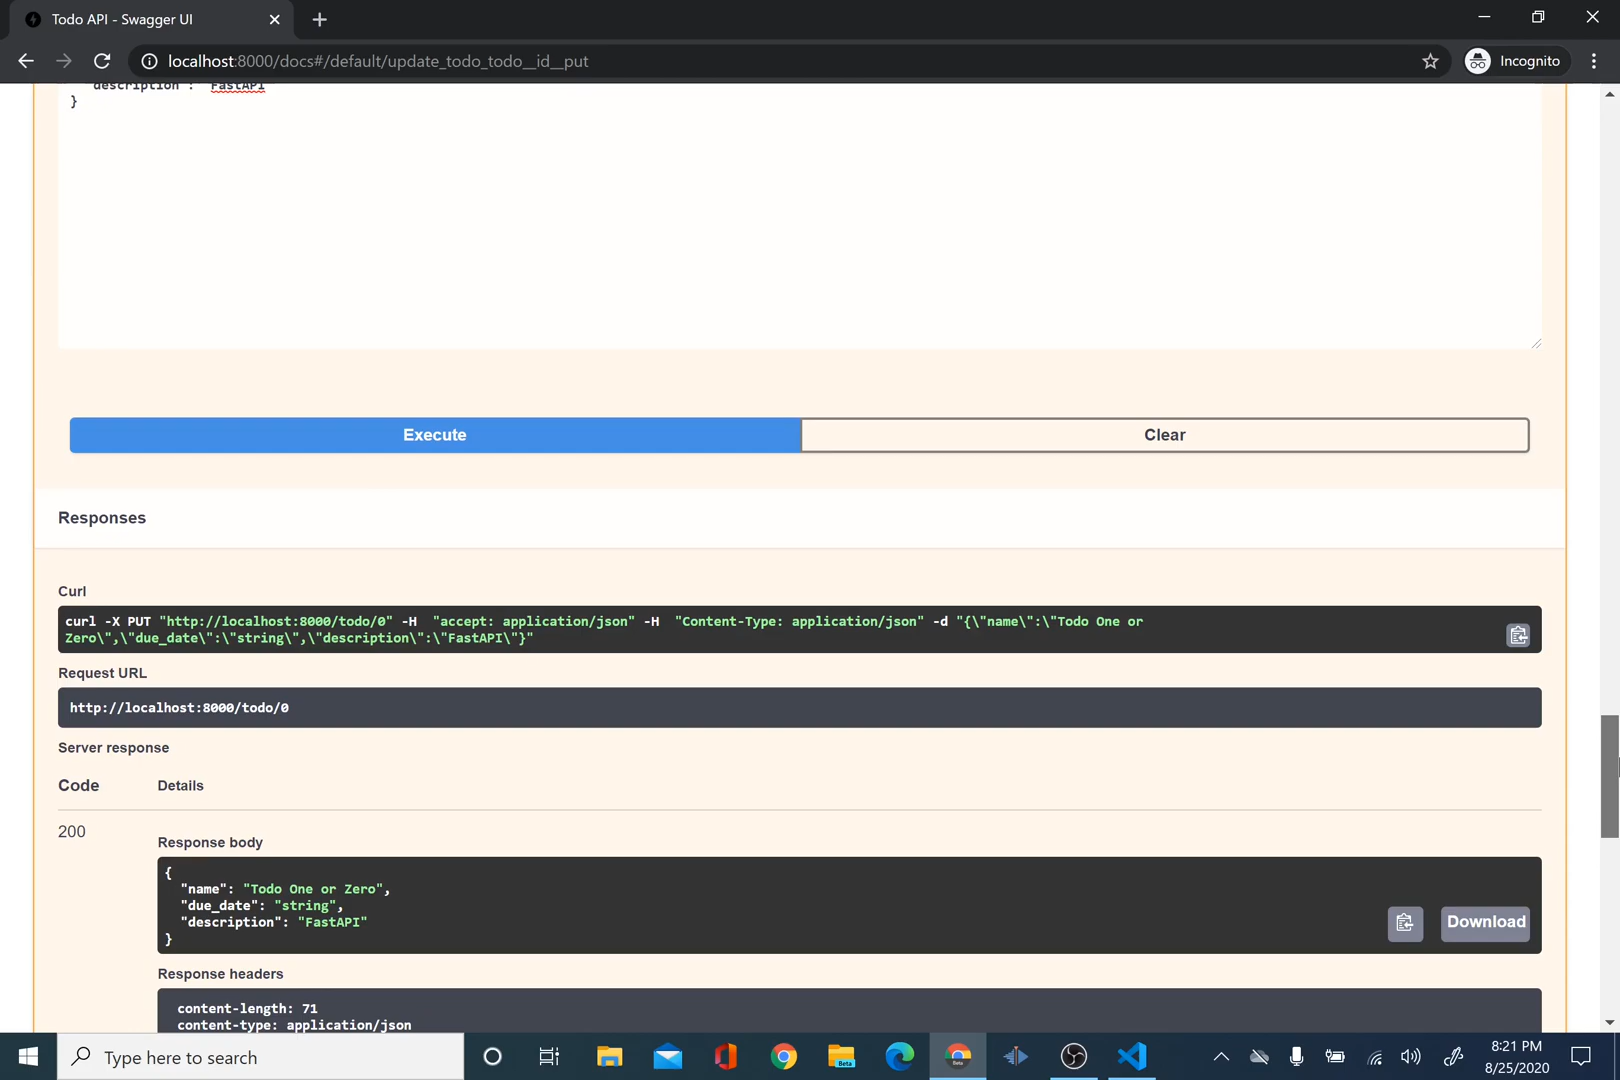 Todo API - Swagger UI
localhost:8000/docs#/default/update_todo_todo__id__put
Incognito
"description": "FastAPI"
}
Execute
Clear
Responses
Curl
curl -X PUT "http://localhost:8000/todo/0" -H  "accept: application/json" -H  "Content-Type: application/json" -d "{\"name\":\"Todo One or
Zero\",\"due_date\":\"string\",\"description\":\"FastAPI\"}"
Request URL
http://localhost:8000/todo/0
Server response
Code
Details
200
Response body
{
"name": "Todo One or Zero",
"due_date": "string",
"description": "FastAPI"
}
Download
Response headers
content-length: 71
content-type: application/json
Type here to search
Beta
Beta
8:21 PM
8/25/2020